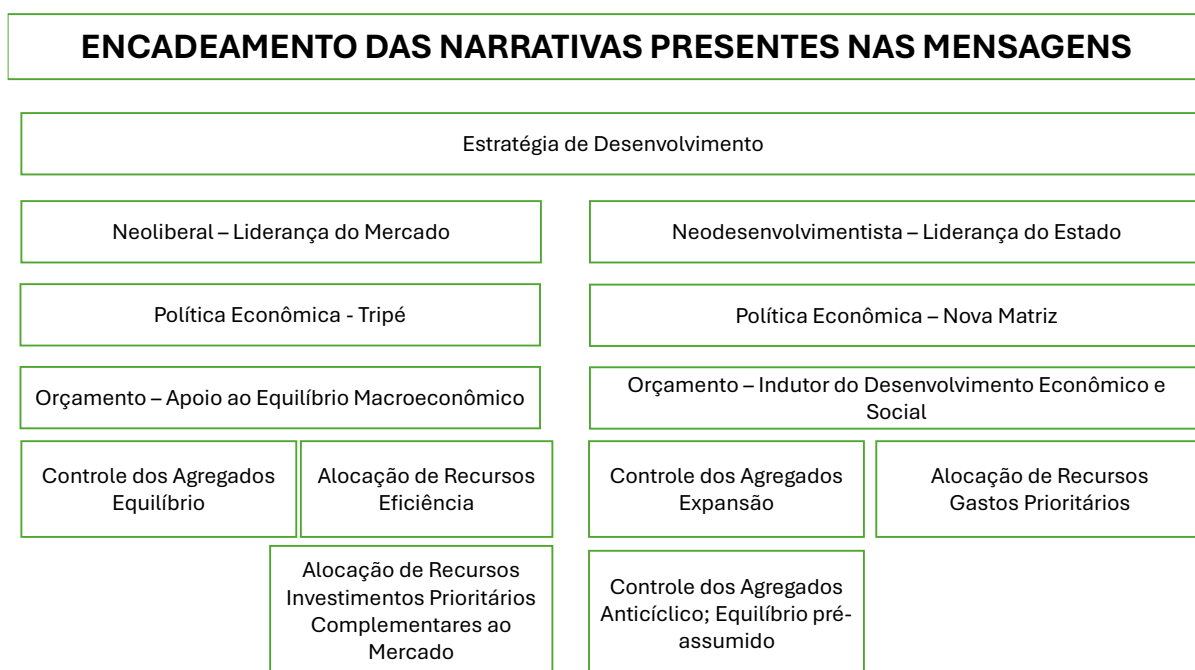 ENCADEAMENTO DAS NARRATIVAS PRESENTES NAS MENSAGENS
Estratégia de Desenvolvimento
Neoliberal – Liderança do Mercado
Neodesenvolvimentista – Liderança do Estado
Política Econômica - Tripé
Política Econômica – Nova Matriz
Orçamento – Apoio ao Equilíbrio Macroeconômico
Orçamento – Indutor do Desenvolvimento Econômico e
Social
Controle dos Agregados
Equilíbrio
Alocação de Recursos
Eficiência
Controle dos Agregados
Expansão
Alocação de Recursos
Gastos Prioritários
Alocação de Recursos
Investimentos Prioritários
Complementares ao
Mercado
Controle dos Agregados
Anticíclico; Equilíbrio pré-
assumido